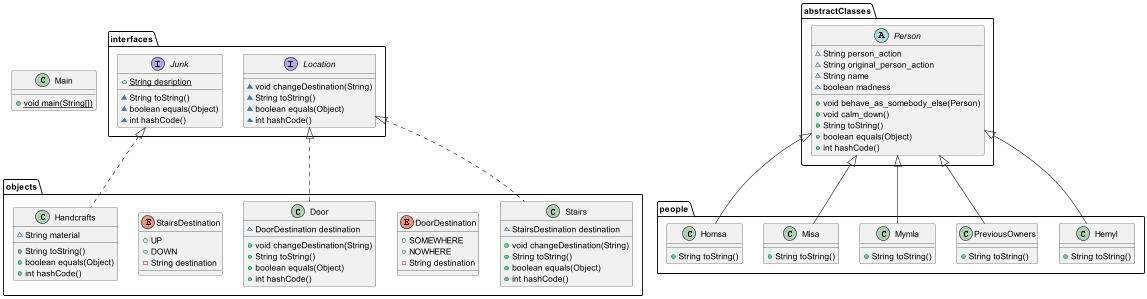 interfaces
I Junk
String desription
String toString()
boolean equals(Object)
int hashCode()
I Location
void changeDestination(String)
String toString()
boolean equals(Object)
int hashCode()
C Main
void main(String[])
abstractClasses
A Person
String person_action
String original_person_action
String name
boolean madness
void behave_as_somebody_else(Person)
void calm_down()
String toString()
boolean equals(Object)
int hashCode()
objects
C Handcrafts
String material
String toString()
boolean equals(Object)
int hashCode()
E StairsDestination
UP
DOWN
String destination
C Door
DoorDestination destination
void changeDestination(String)
String toString()
boolean equals(Object)
int hashCode()
E DoorDestination
SOMEWHERE
NOWHERE
String destination
C Stairs
StairsDestination destination
void changeDestination(String)
String toString()
boolean equals(Object)
int hashCode()
people
C Homsa
String toString()
C Misa
String toString()
C Mymla
String toString()
C PreviousOwners
String toString()
C Hemyl
String toString()